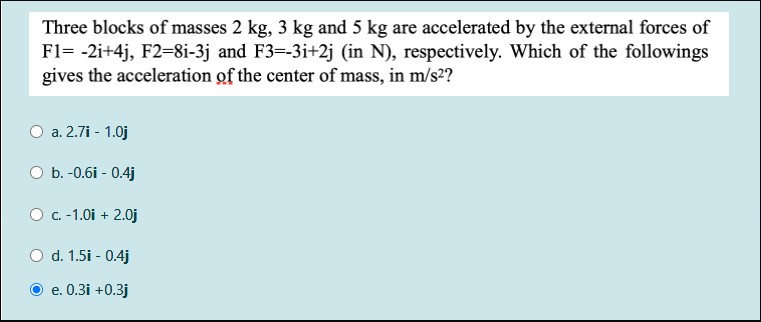 Three blocks of masses 2 kg, 3 kg and 5 kg are accelerated by the external forces of
F1= -2i+4j, F2=8i-3j and F3=-3i+2j (in N), respectively. Which of the followings
gives the acceleration of the center of mass, in m/s²?
a. 2.7i - 1.0j
b. -0.6i - 0.4j
c. -1.0i + 2.0j
d. 1.5i - 0.4j
e. 0.3i +0.3j